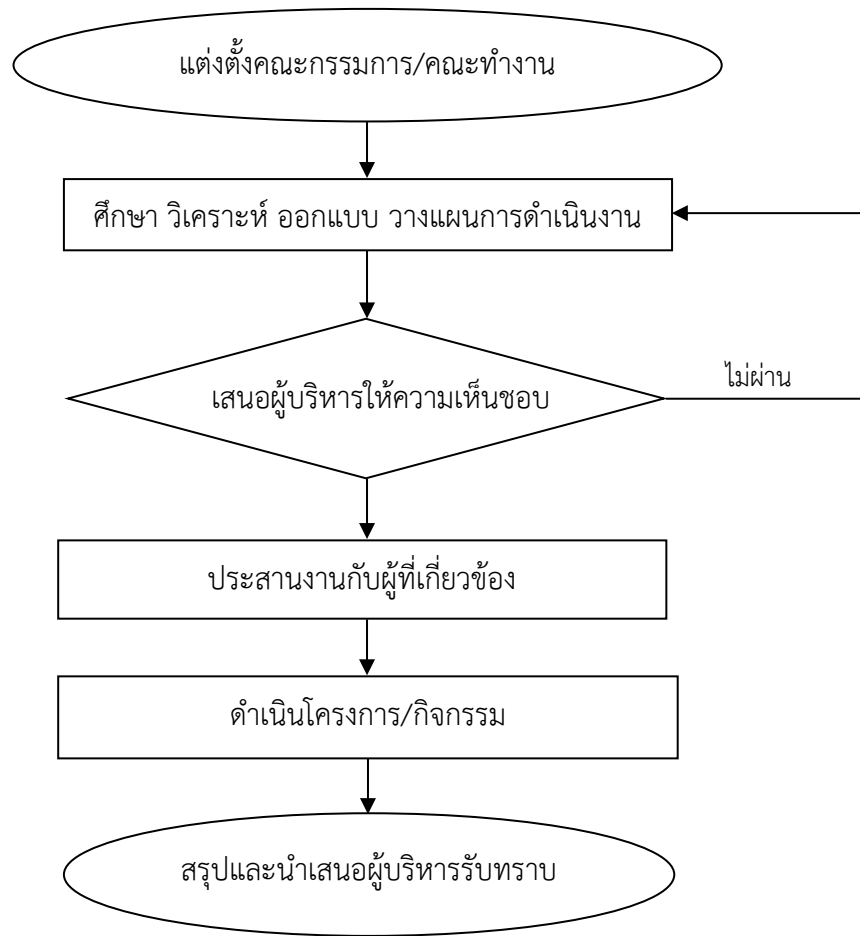 แต่งตั้งคณะกรรมการ/คณะทำงาน
ศึกษา วิเคราะห์ ออกแบบ วางแผนการดำเนินงาน
เสนอผู้บริหารให้ความเห็นชอบ
ไม่ผ่าน
ประสานงานกับผู้ที่เกี่ยวข้อง
ดำเนินโครงการ/กิจกรรม
สรุปและนำเสนอผู้บริหารรับทราบ